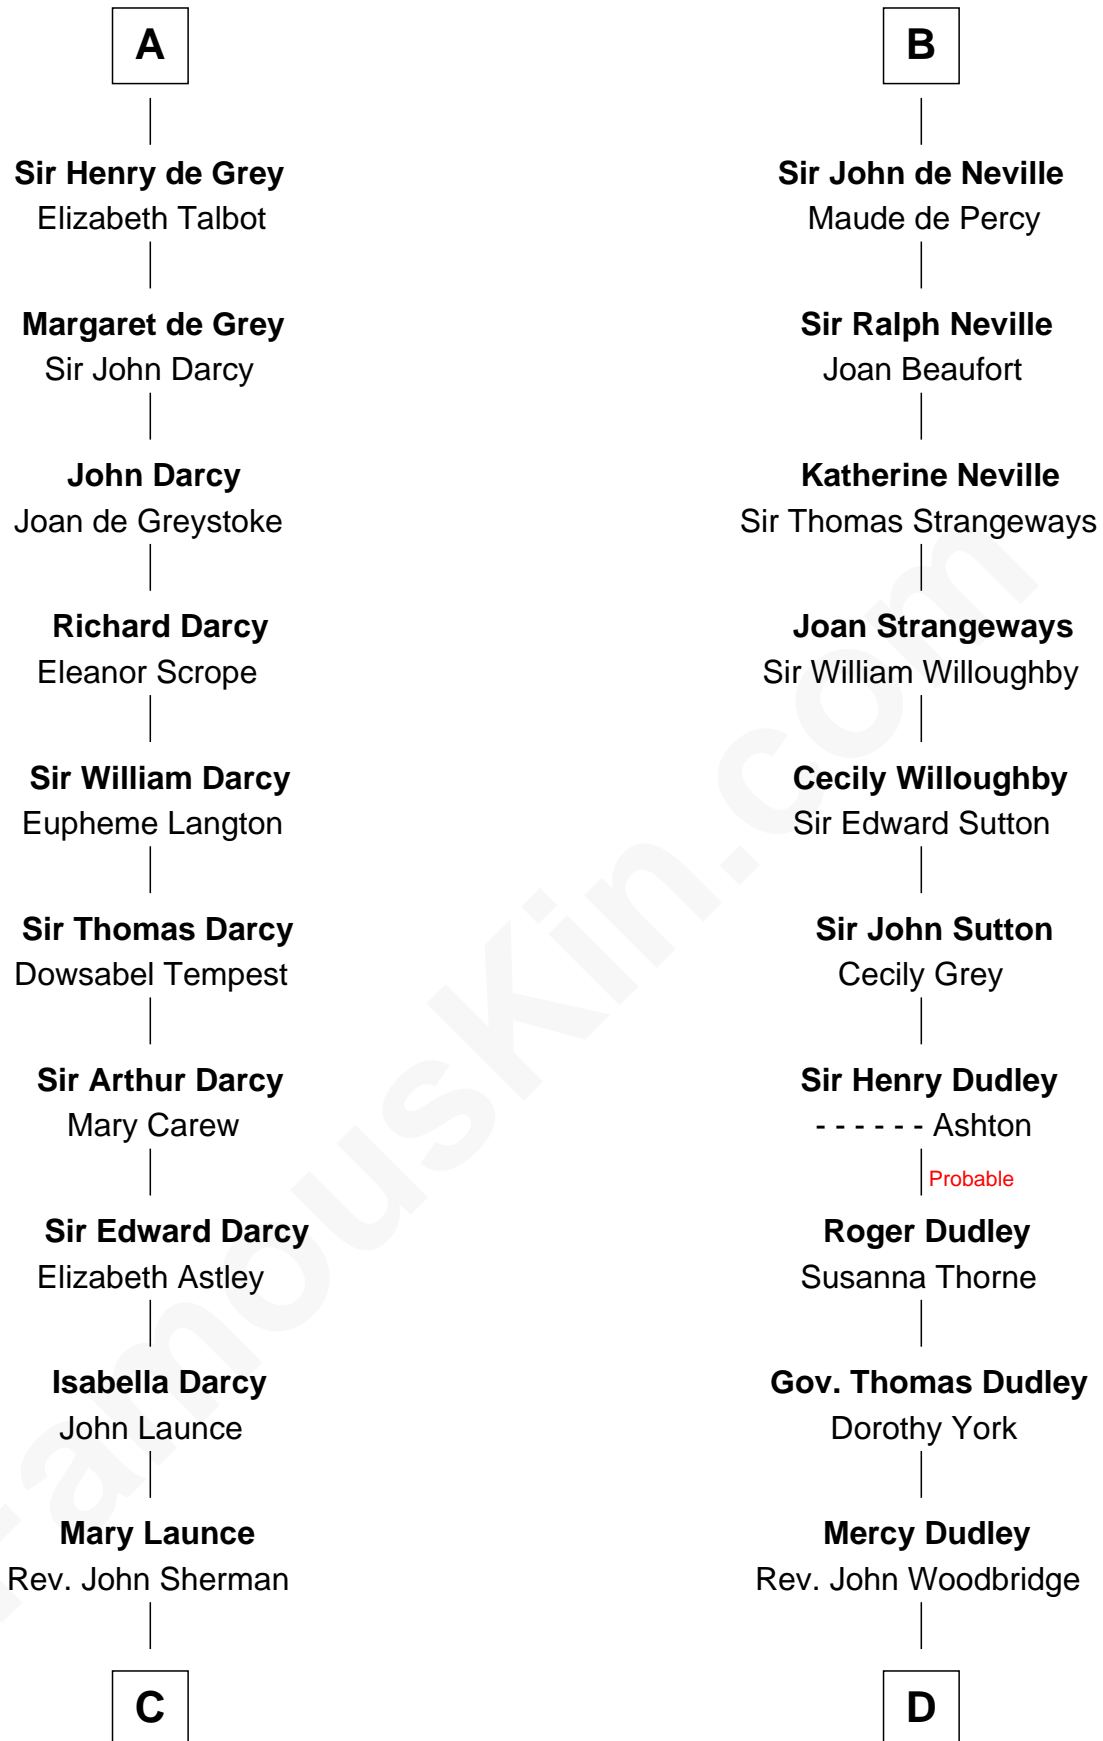 A
Sir Henry de Grey
Elizabeth Talbot
Margaret de Grey
Sir John Darcy
John Darcy
Joan de Greystoke
Richard Darcy
Eleanor Scrope
Sir William Darcy
Eupheme Langton
Sir Thomas Darcy
Dowsabel Tempest
Sir Arthur Darcy
Mary Carew
Sir Edward Darcy
Elizabeth Astley
Isabella Darcy
John Launce
Mary Launce
Rev. John Sherman
C
B
Sir John de Neville
Maude de Percy
Sir Ralph Neville
Joan Beaufort
Katherine Neville
Sir Thomas Strangeways
Joan Strangeways
Sir William Willoughby
Cecily Willoughby
Sir Edward Sutton
Sir John Sutton
Cecily Grey
Sir Henry Dudley
- - - - - - Ashton
Probable
Roger Dudley
Susanna Thorne
Gov. Thomas Dudley
Dorothy York
Mercy Dudley
Rev. John Woodbridge
D
FamousKin.com